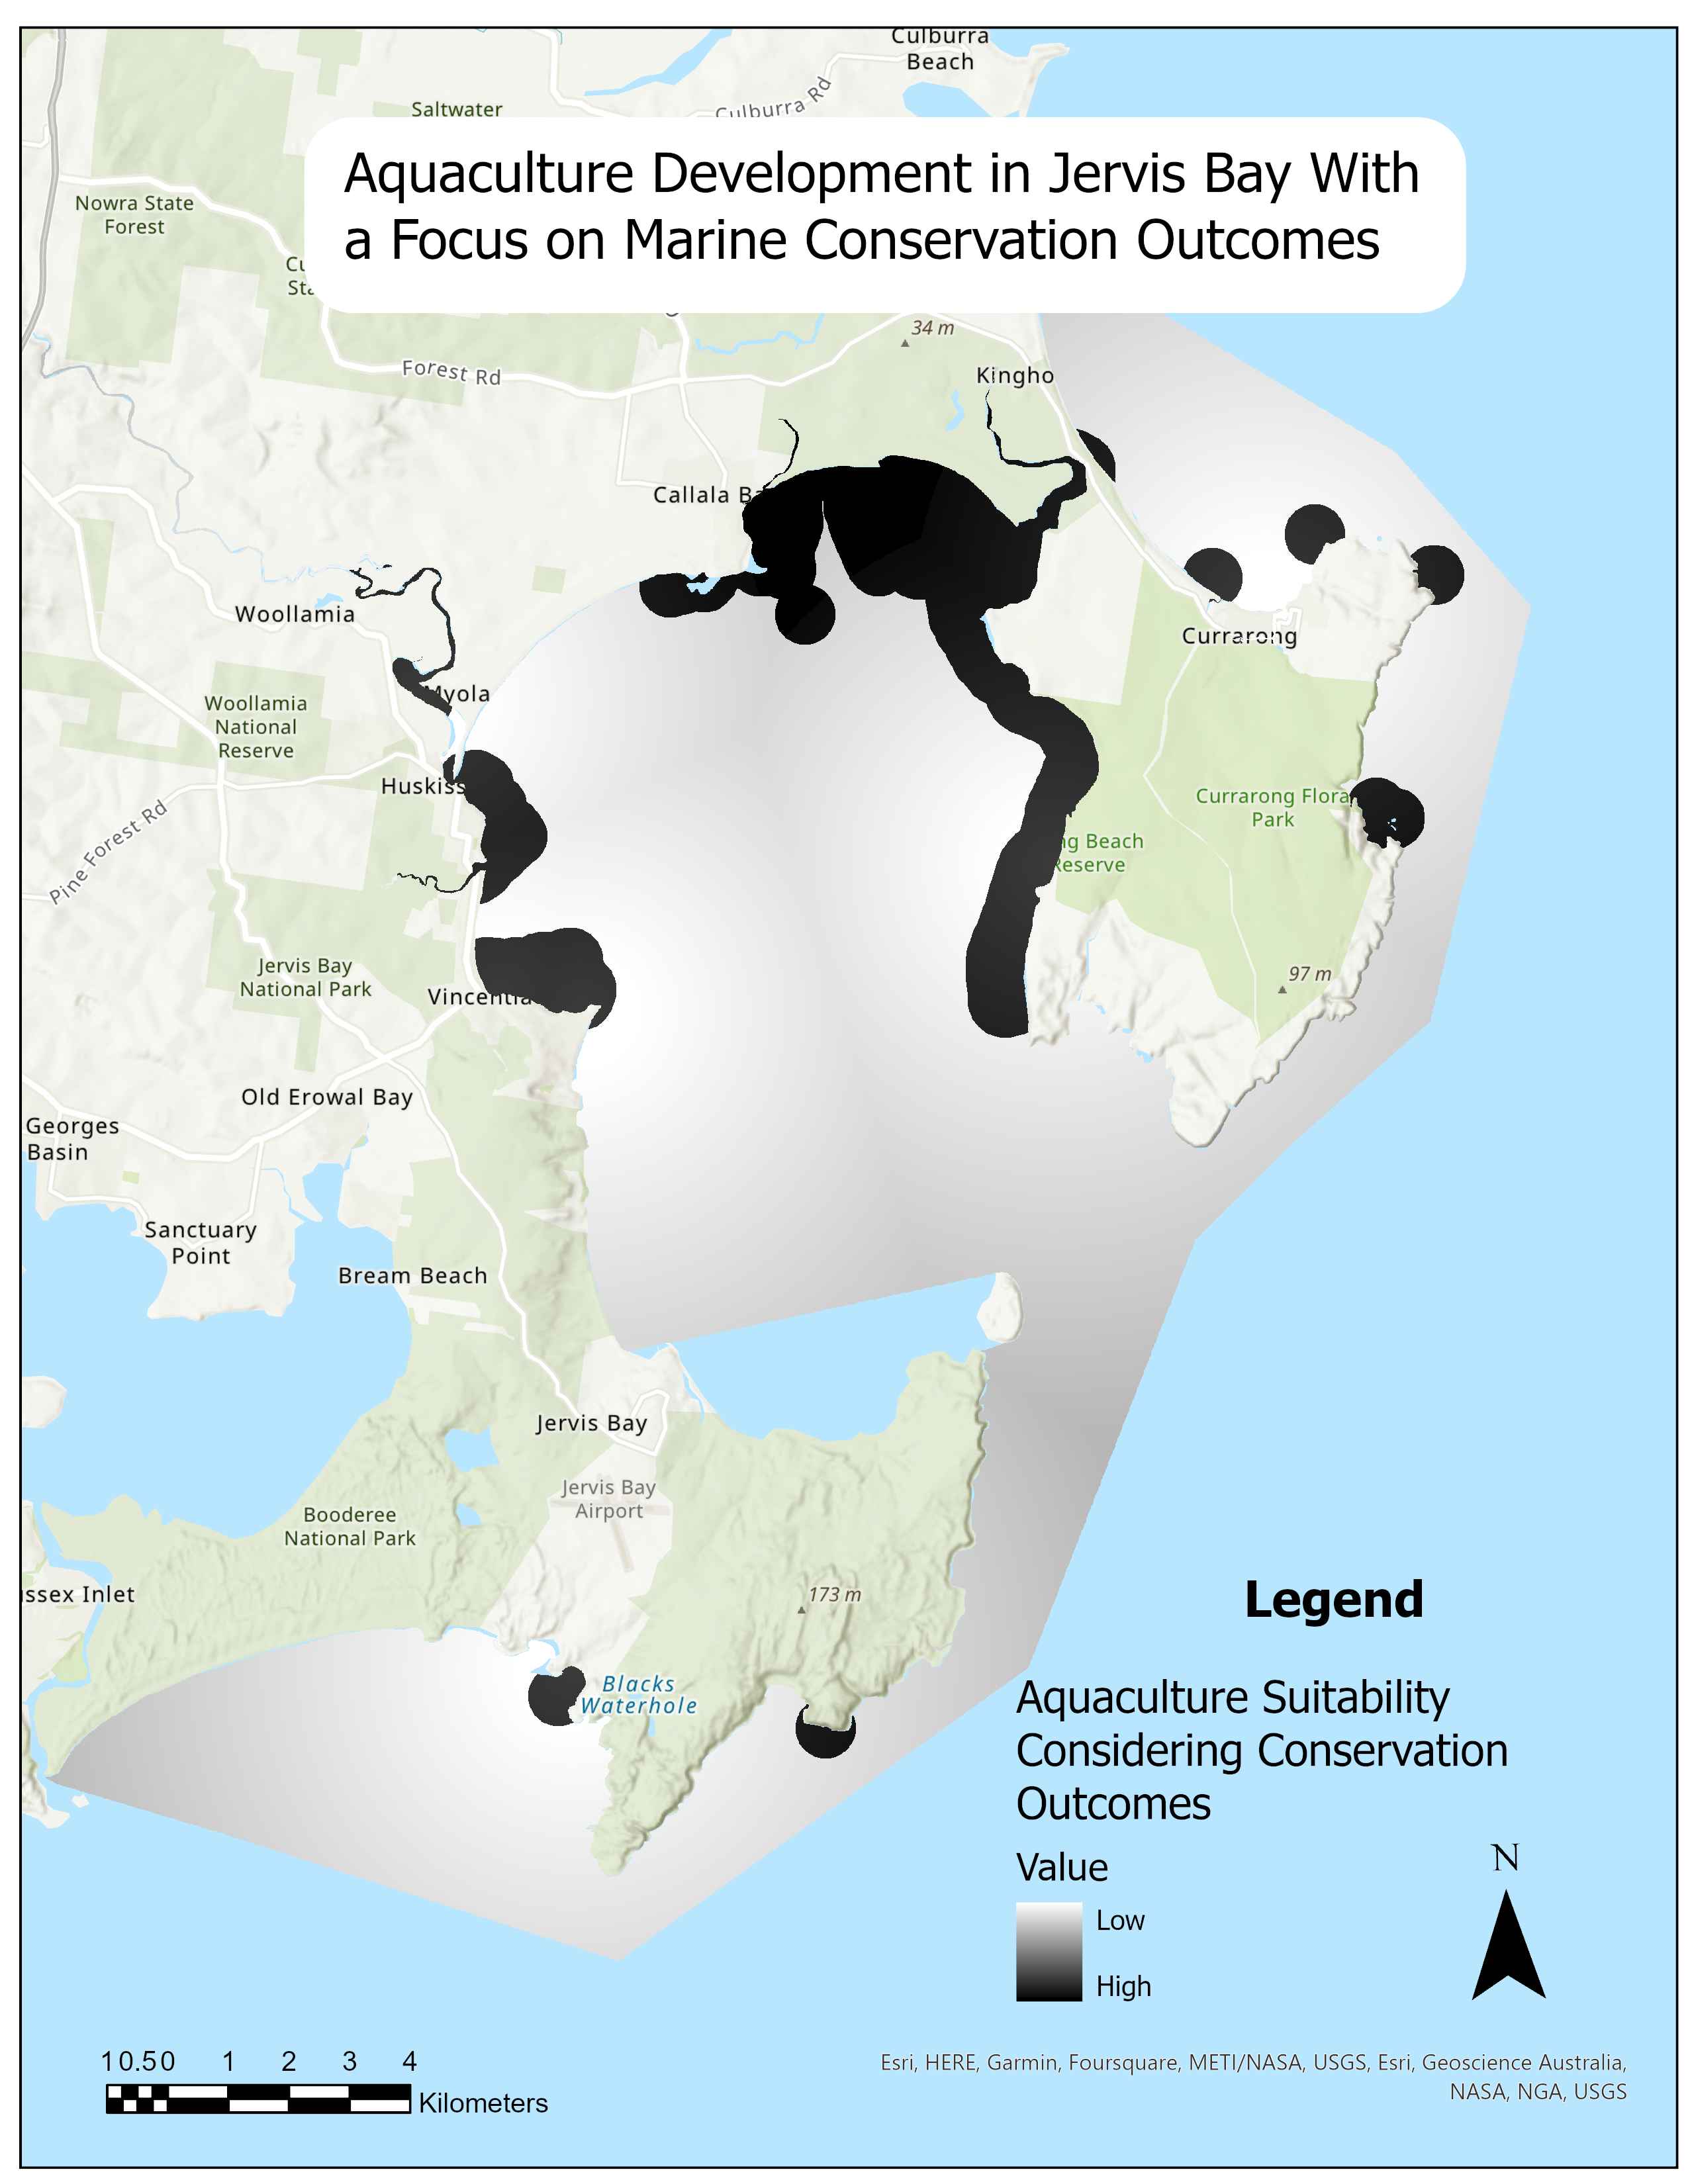 Culburra
Beach
Saltwater
Culburra Rd
Aquaculture Development in Jervis Bay With
a Focus on Marine Conservation Outcomes
Nowra State
Forest
34 m
Forest Rd
Kingho
Callala
Woollamia
Currarong
Myola
Woollamia
National
Reserve
Huskiss
Currarong Flora
Park
Pine Forest Rd
Beach
Reserve
Jervis Bay
National Park
97 m
Vincentia
Old Erowal Bay
Georges
Basin
Sanctuary
Point
Bream Beach
Jervis Bay
Jervis Bay
Airport
Booderee
National Park
ssex Inlet
173 m
Blacks
Waterhole
Legend
Aquaculture Suitability
Considering Conservation
Outcomes
Value
Low
High
N
1 0.5 0 1 2 3 4
Kilometers
Esri, HERE, Garmin, Foursquare, METI/NASA, USGS, Esri, Geoscience Australia,
NASA, NGA, USGS